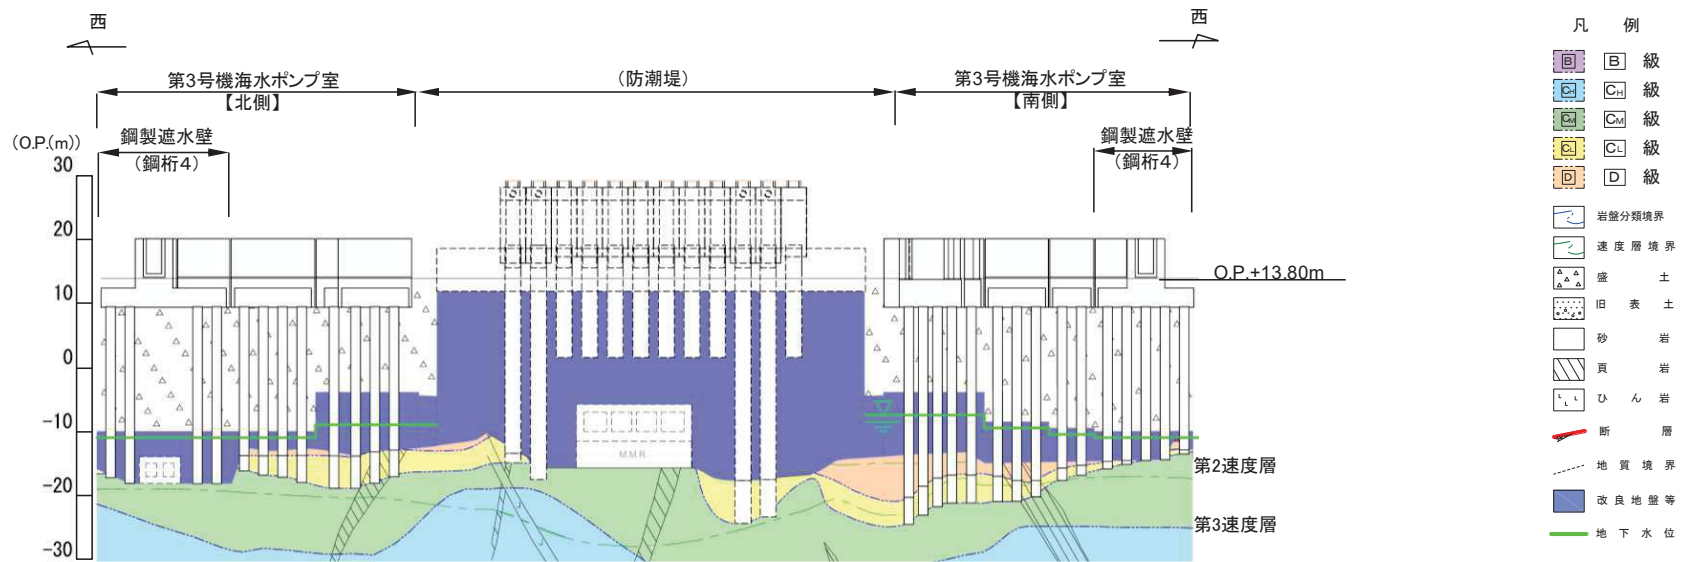 西
西
第3号機海水ポンプ室
【北側】
(防潮堤)
第3号機海水ポンプ室
【南側】
(O.P.(m))
鋼製遮水壁
(鋼桁4)
鋼製遮水壁
(鋼桁4)
30
20
10
0
-10
-20
-30
O.P.+13.80m
M.M.R
第2速度層
第3速度層
凡 例
B B 級
CH CH 級
CM CM 級
CL CL 級
D D 級
岩盤分類境界
速度層境界
盛土
旧表土
砂岩
頁岩
ひん岩
断層
地質境界
改良地盤等
地下水位